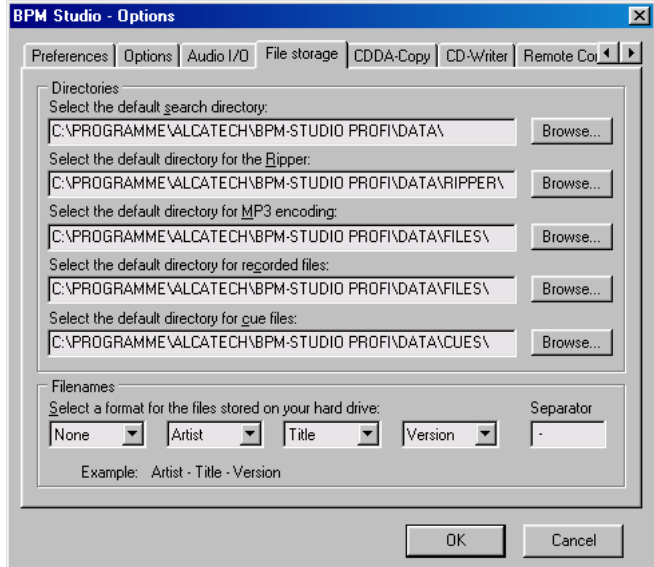 BPM Studio - Options
Preferences Options Audio I/O File storage CDDA-Copy CD-Writer Remote Co
Directories
Select the default search directory:
C:\PROGRAMME\ALCATECH\BPM-STUDIO PROFI\DATA\ Browse...
Select the default directory for the Ripper:
C:\PROGRAMME\ALCATECH\BPM-STUDIO PROFI\DATA\RIPPER\ Browse...
Select the default directory for MP3 encoding:
C:\PROGRAMME\ALCATECH\BPM-STUDIO PROFI\DATA\FILES\ Browse...
Select the default directory for recorded files:
C:\PROGRAMME\ALCATECH\BPM-STUDIO PROFI\DATA\FILES\ Browse...
Select the default directory for cue files:
C:\PROGRAMME\ALCATECH\BPM-STUDIO PROFI\DATA\CUES\ Browse...
Filenames
Select a format for the files stored on your hard drive: Separator
None Artist Title Version -
Example: Artist - Title - Version
OK Cancel